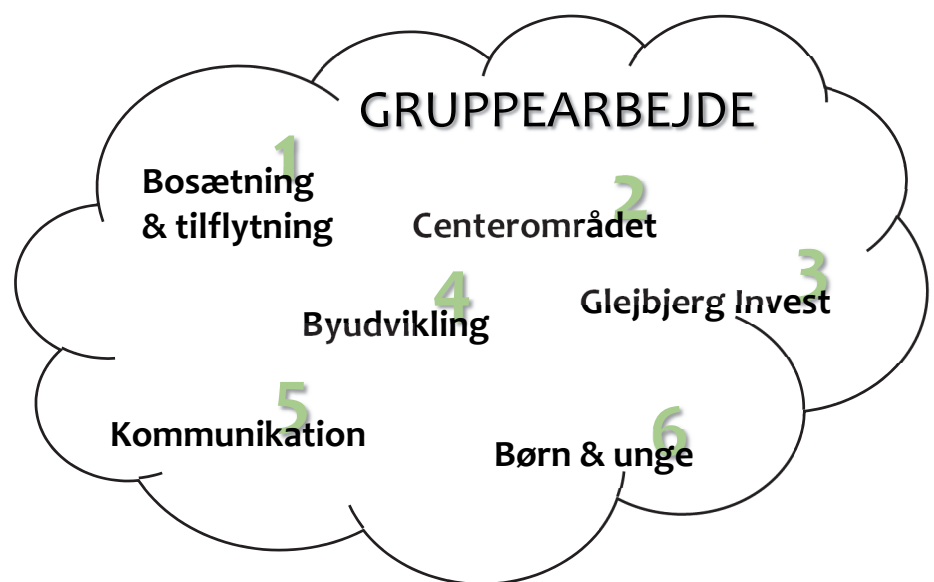 GRUPPEARBEJDE
1
Bosætning
& tilflytning
2
Centerområdet
3
Glejbjerg Invest
4
Byudvikling
5
Kommunikation
6
Børn & unge